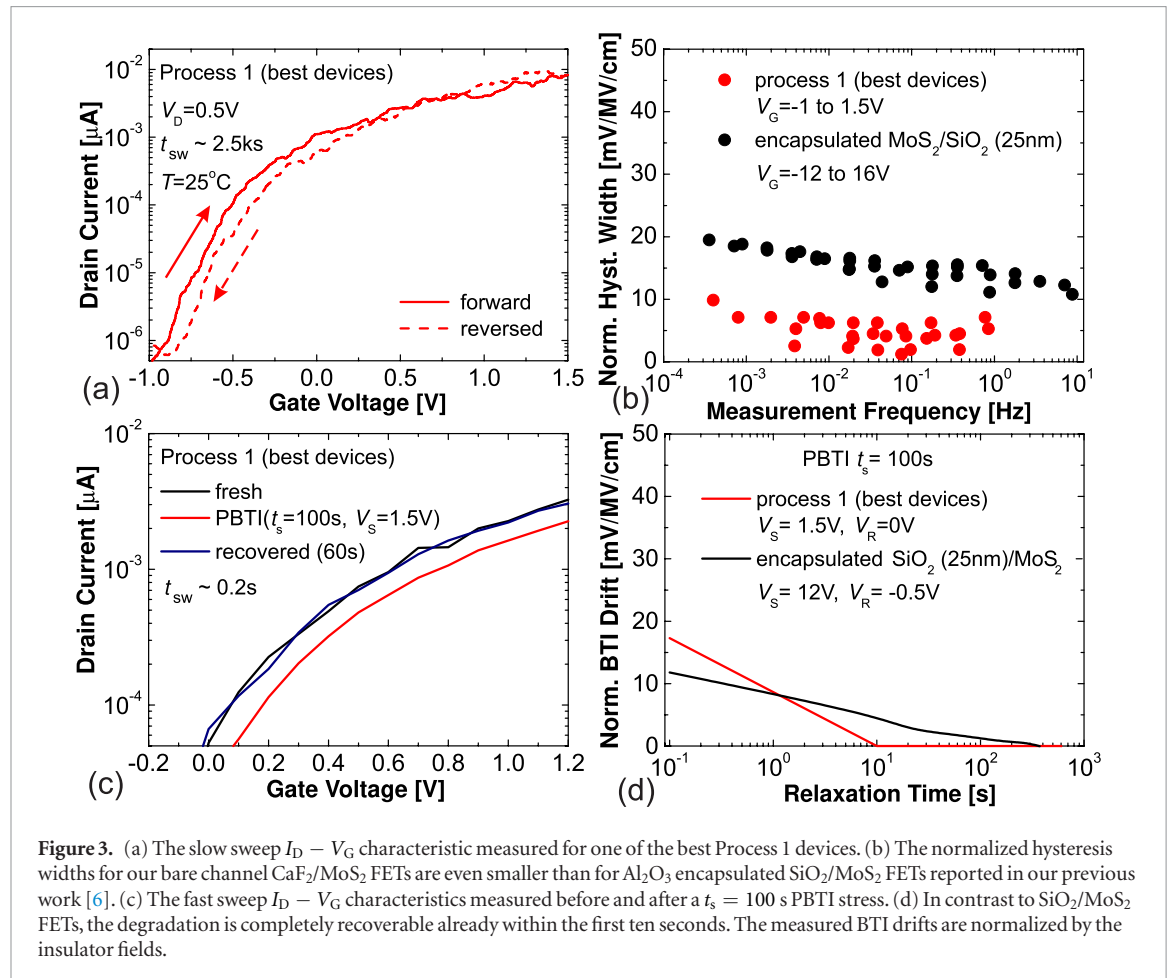 Process 1 (best devices)
V_D=0.5V
t_sw ~ 2.5ks
T=25°C
forward
reversed
10^-2
10^-3
10^-4
10^-5
10^-6
-1.0 -0.5 0.0 0.5 1.0 1.5
Drain Current [μA]
Gate Voltage [V]
(a)
process 1 (best devices)
V_G=-1 to 1.5V
encapsulated MoS₂/SiO₂ (25nm)
V_G=-12 to 16V
50
40
30
20
10
0
10^-4 10^-3 10^-2 10^-1 10^0 10^1
Norm. Hyst. Width [mV/MV/cm]
Measurement Frequency [Hz]
(b)
Process 1 (best devices)
fresh
PBTI(t_s=100s, V_S=1.5V)
recovered (60s)
t_sw ~ 0.2s
10^-2
10^-3
10^-4
-0.2 0.0 0.2 0.4 0.6 0.8 1.0 1.2
Drain Current [μA]
Gate Voltage [V]
(c)
PBTI t_s= 100s
process 1 (best devices)
V_S= 1.5V, V_R= 0V
encapsulated SiO₂ (25nm)/MoS₂
V_S= 12V, V_R= -0.5V
50
40
30
20
10
0
10^-1 10^0 10^1 10^2 10^3
Norm. BTI Drift [mV/MV/cm]
Relaxation Time [s]
(d)
Figure 3. (a) The slow sweep I_D − V_G characteristic measured for one of the best Process 1 devices. (b) The normalized hysteresis
widths for our bare channel CaF₂/MoS₂ FETs are even smaller than for Al₂O₃ encapsulated SiO₂/MoS₂ FETs reported in our previous
work [6]. (c) The fast sweep I_D − V_G characteristics measured before and after a t_s = 100 s PBTI stress. (d) In contrast to SiO₂/MoS₂
FETs, the degradation is completely recoverable already within the first ten seconds. The measured BTI drifts are normalized by the
insulator fields.